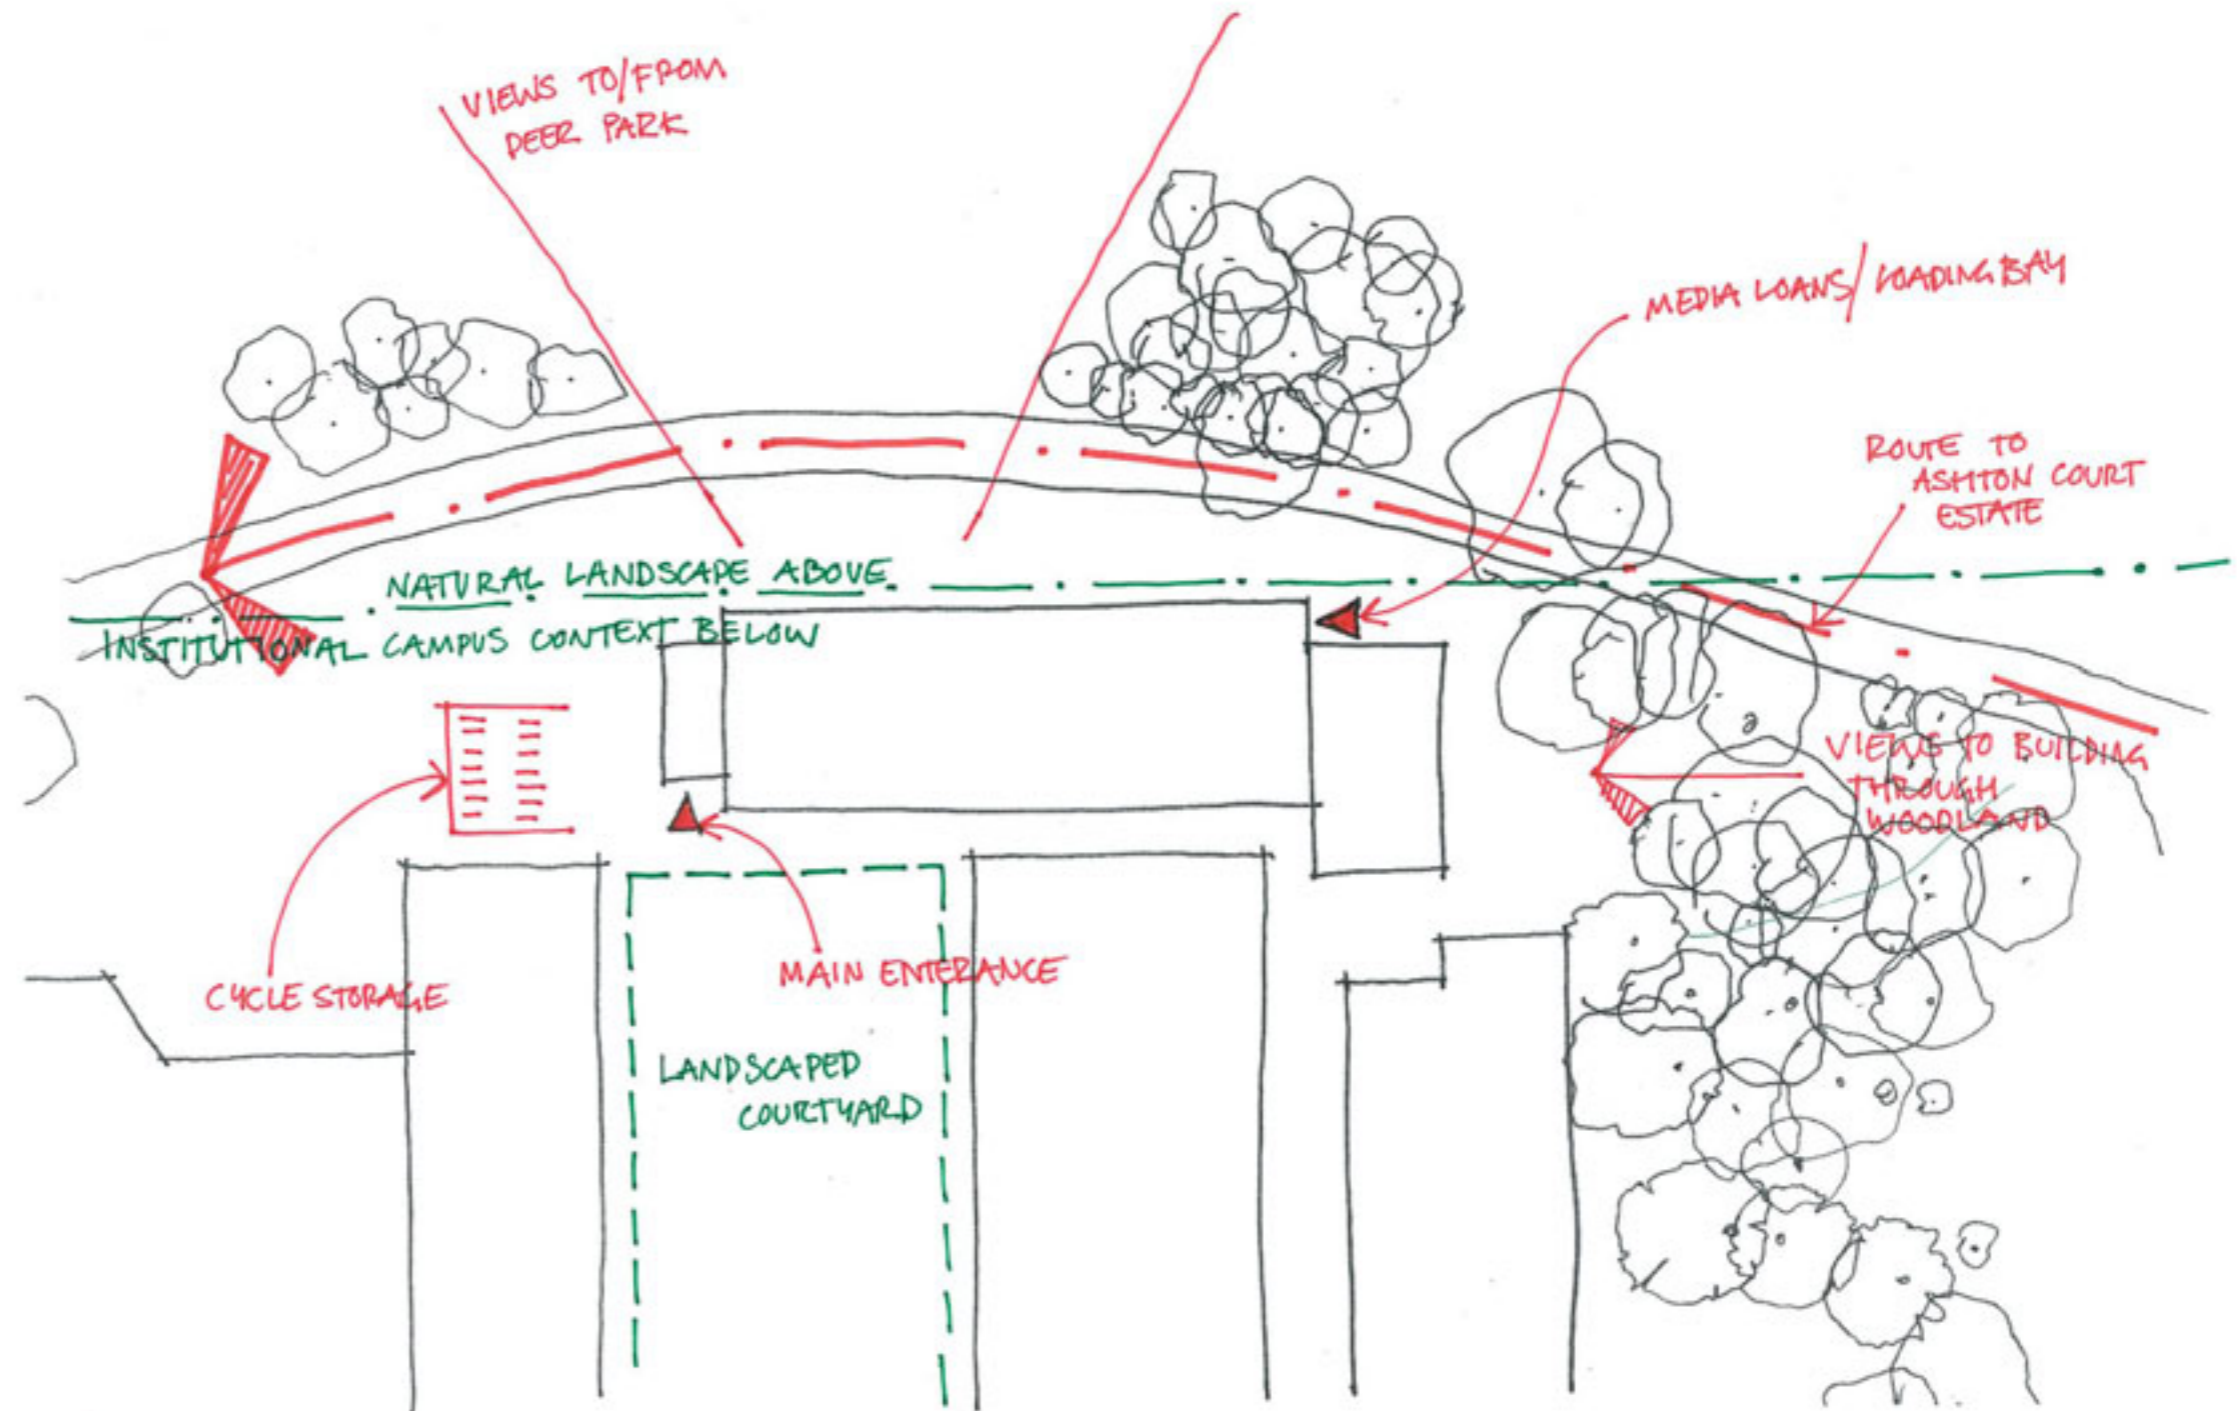 VIEWS TO/FROM
DEER PARK
MEDIA LOANS/LOADING BAY
ROUTE TO
ASHTON COURT
ESTATE
NATURAL LANDSCAPE ABOVE
INSTITUTIONAL CAMPUS CONTEXT BELOW
VIEWS TO BUILDING
THROUGH
WOODLAND
CYCLE STORAGE
MAIN ENTERANCE
LANDSCAPED
COURTYARD